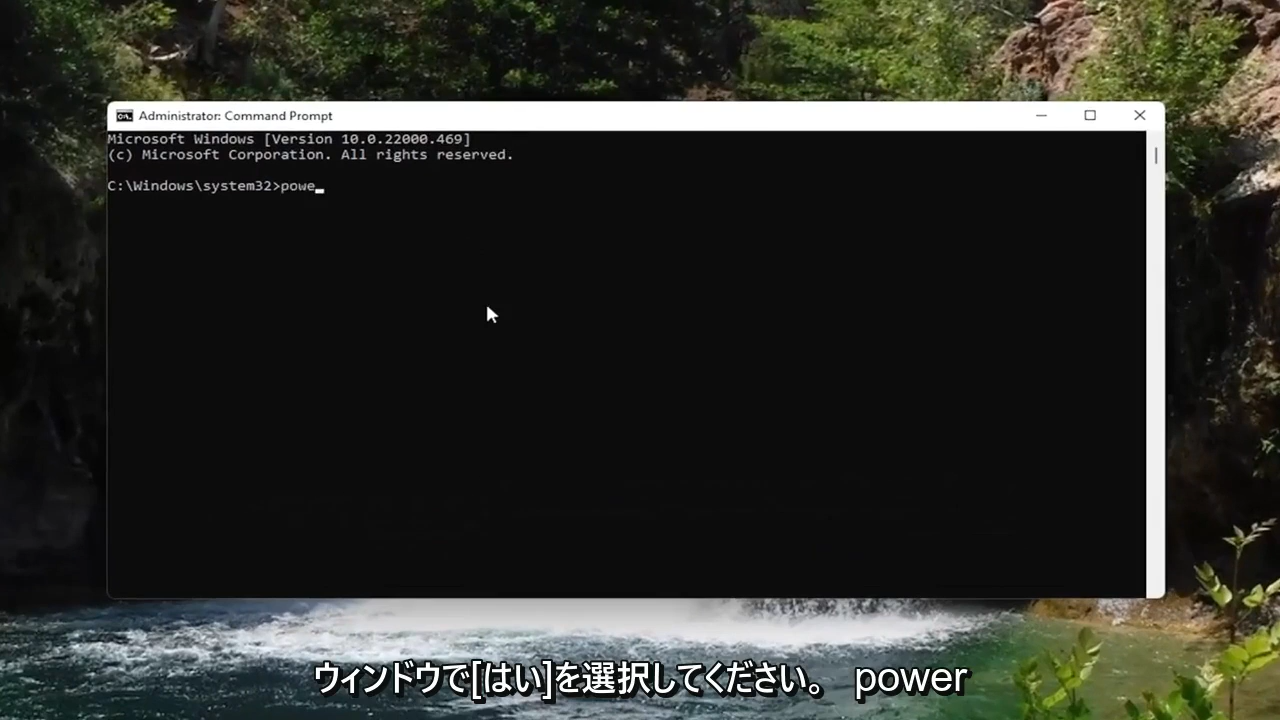 Administrator: Command Prompt
Microsoft Windows [Version 10.0.22000.469]
(c) Microsoft Corporation. All rights reserved.
C:\Windows\system32>powe
ウィンドウで[はい]を選択してください。 power